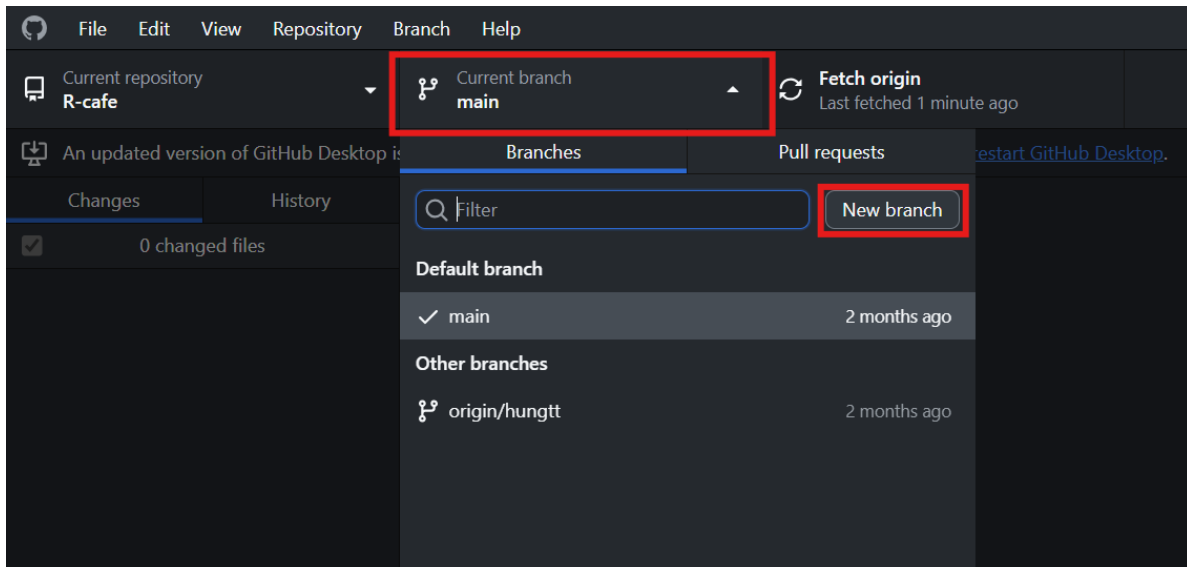 File Edit View Repository Branch Help
Current repository
R-cafe
Current branch
main
Fetch origin
Last fetched 1 minute ago
An updated version of GitHub Desktop is
restart GitHub Desktop.
Branches Pull requests
Changes History
Filter
New branch
0 changed files
Default branch
main 2 months ago
Other branches
origin/hungtt 2 months ago